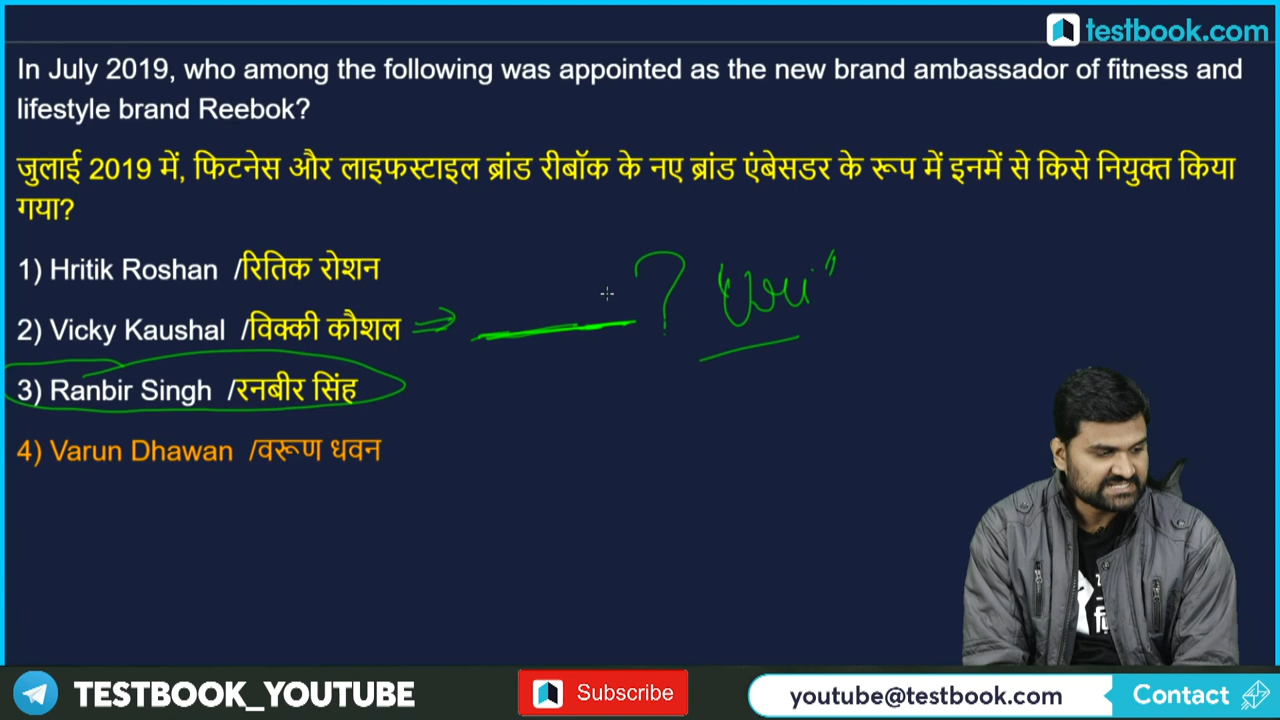 testbook.com
In July 2019, who among the following was appointed as the new brand ambassador of fitness and
lifestyle brand Reebok?
जुलाई 2019 में, फिटनेस और लाइफस्टाइल ब्रांड रीबॉक के नए ब्रांड एंबेसडर के रूप में इनमें से किसे नियुक्त किया
गया?
1) Hritik Roshan /रितिक रोशन
2) Vicky Kaushal /विक्की कौशल
?
3) Ranbir Singh /रनबीर सिंह
4) Varun Dhawan /वरूण धवन
TESTBOOK_YOUTUBE
Subscribe
youtube@testbook.com
Contact